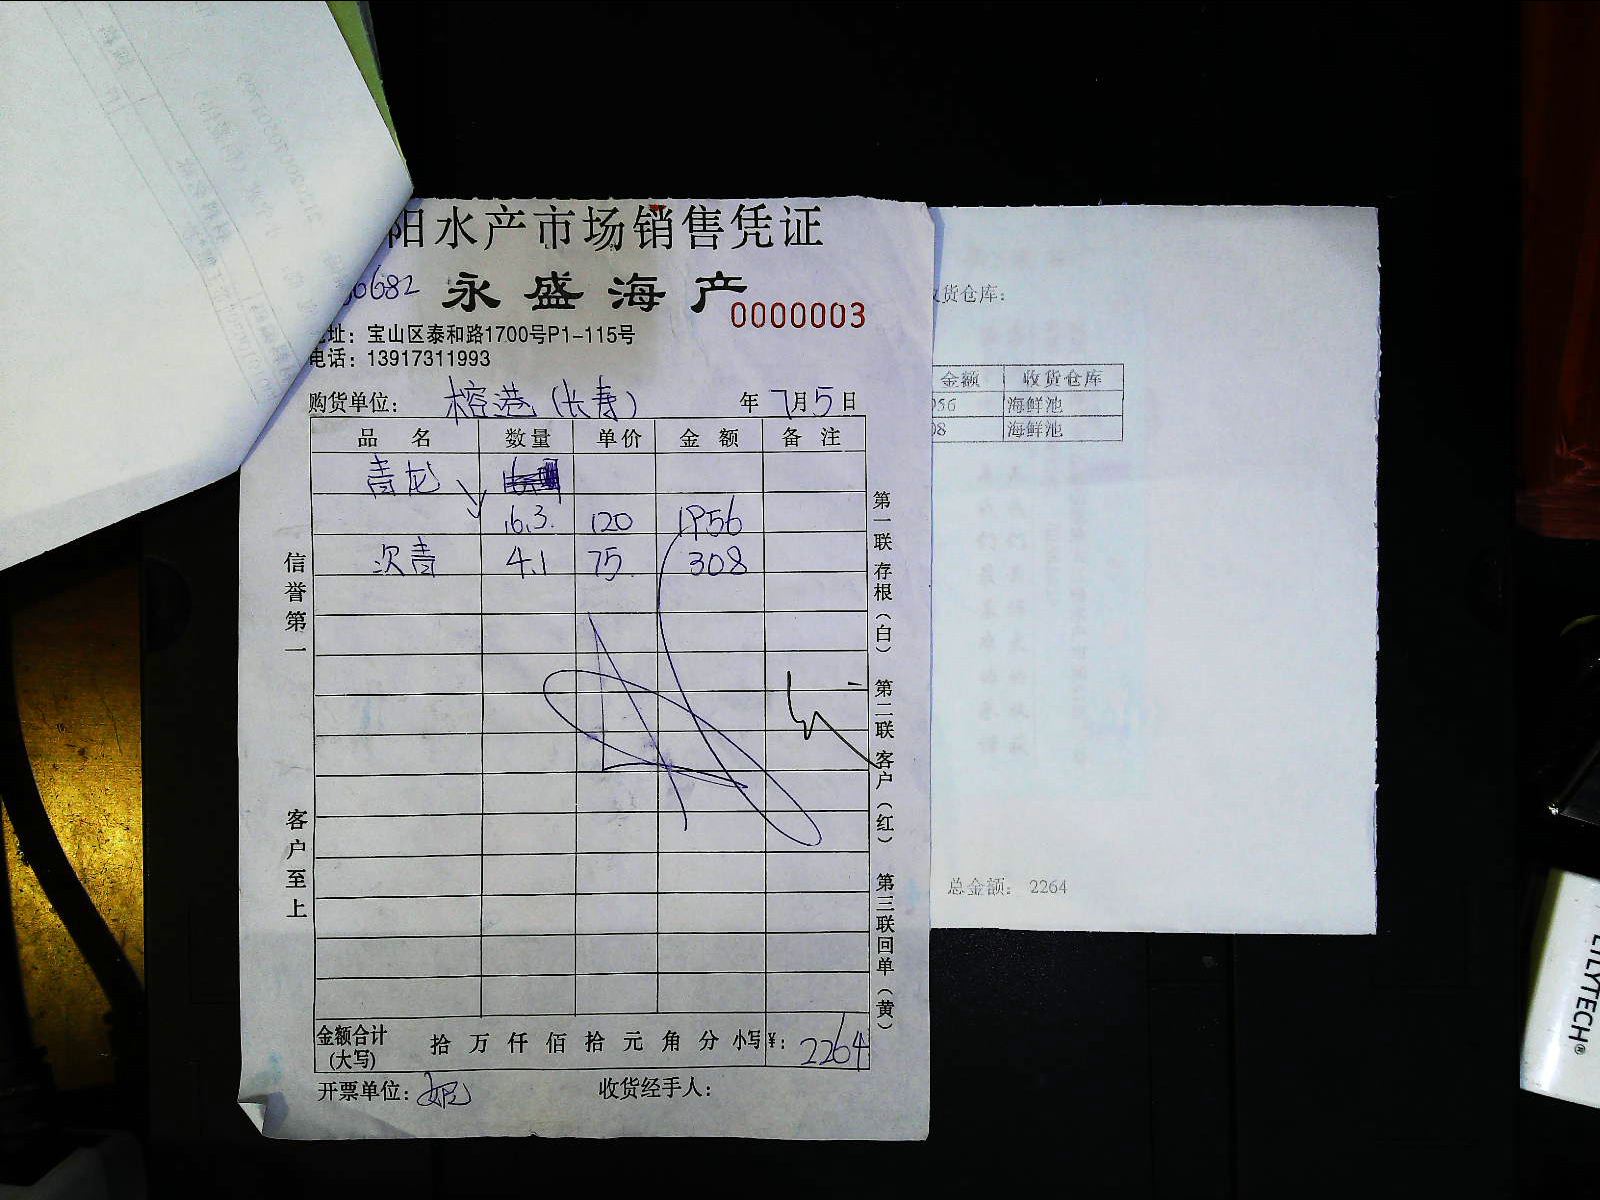 阳水产市场销售凭证
0682 永盛海产
0000003
址：宝山区泰和路1700号P1-115号
电话：13917311993
购货单位：榕港（长寿） 年 7月5日
品名 数量 单价 金额 备注
青龙
16.3 120 1956
次青 4.1 75 308
信誉第一
客户至上
第一联存根（白） 第二联客户（红） 第三联回单（黄）
金额合计（大写） 拾 万 仟 佰 拾 元 角 分 小写¥：2264
开票单位： 收货经手人：
货仓库：
金额 收货仓库
956 海鲜池
08 海鲜池
总金额： 2264
LILYTECH®